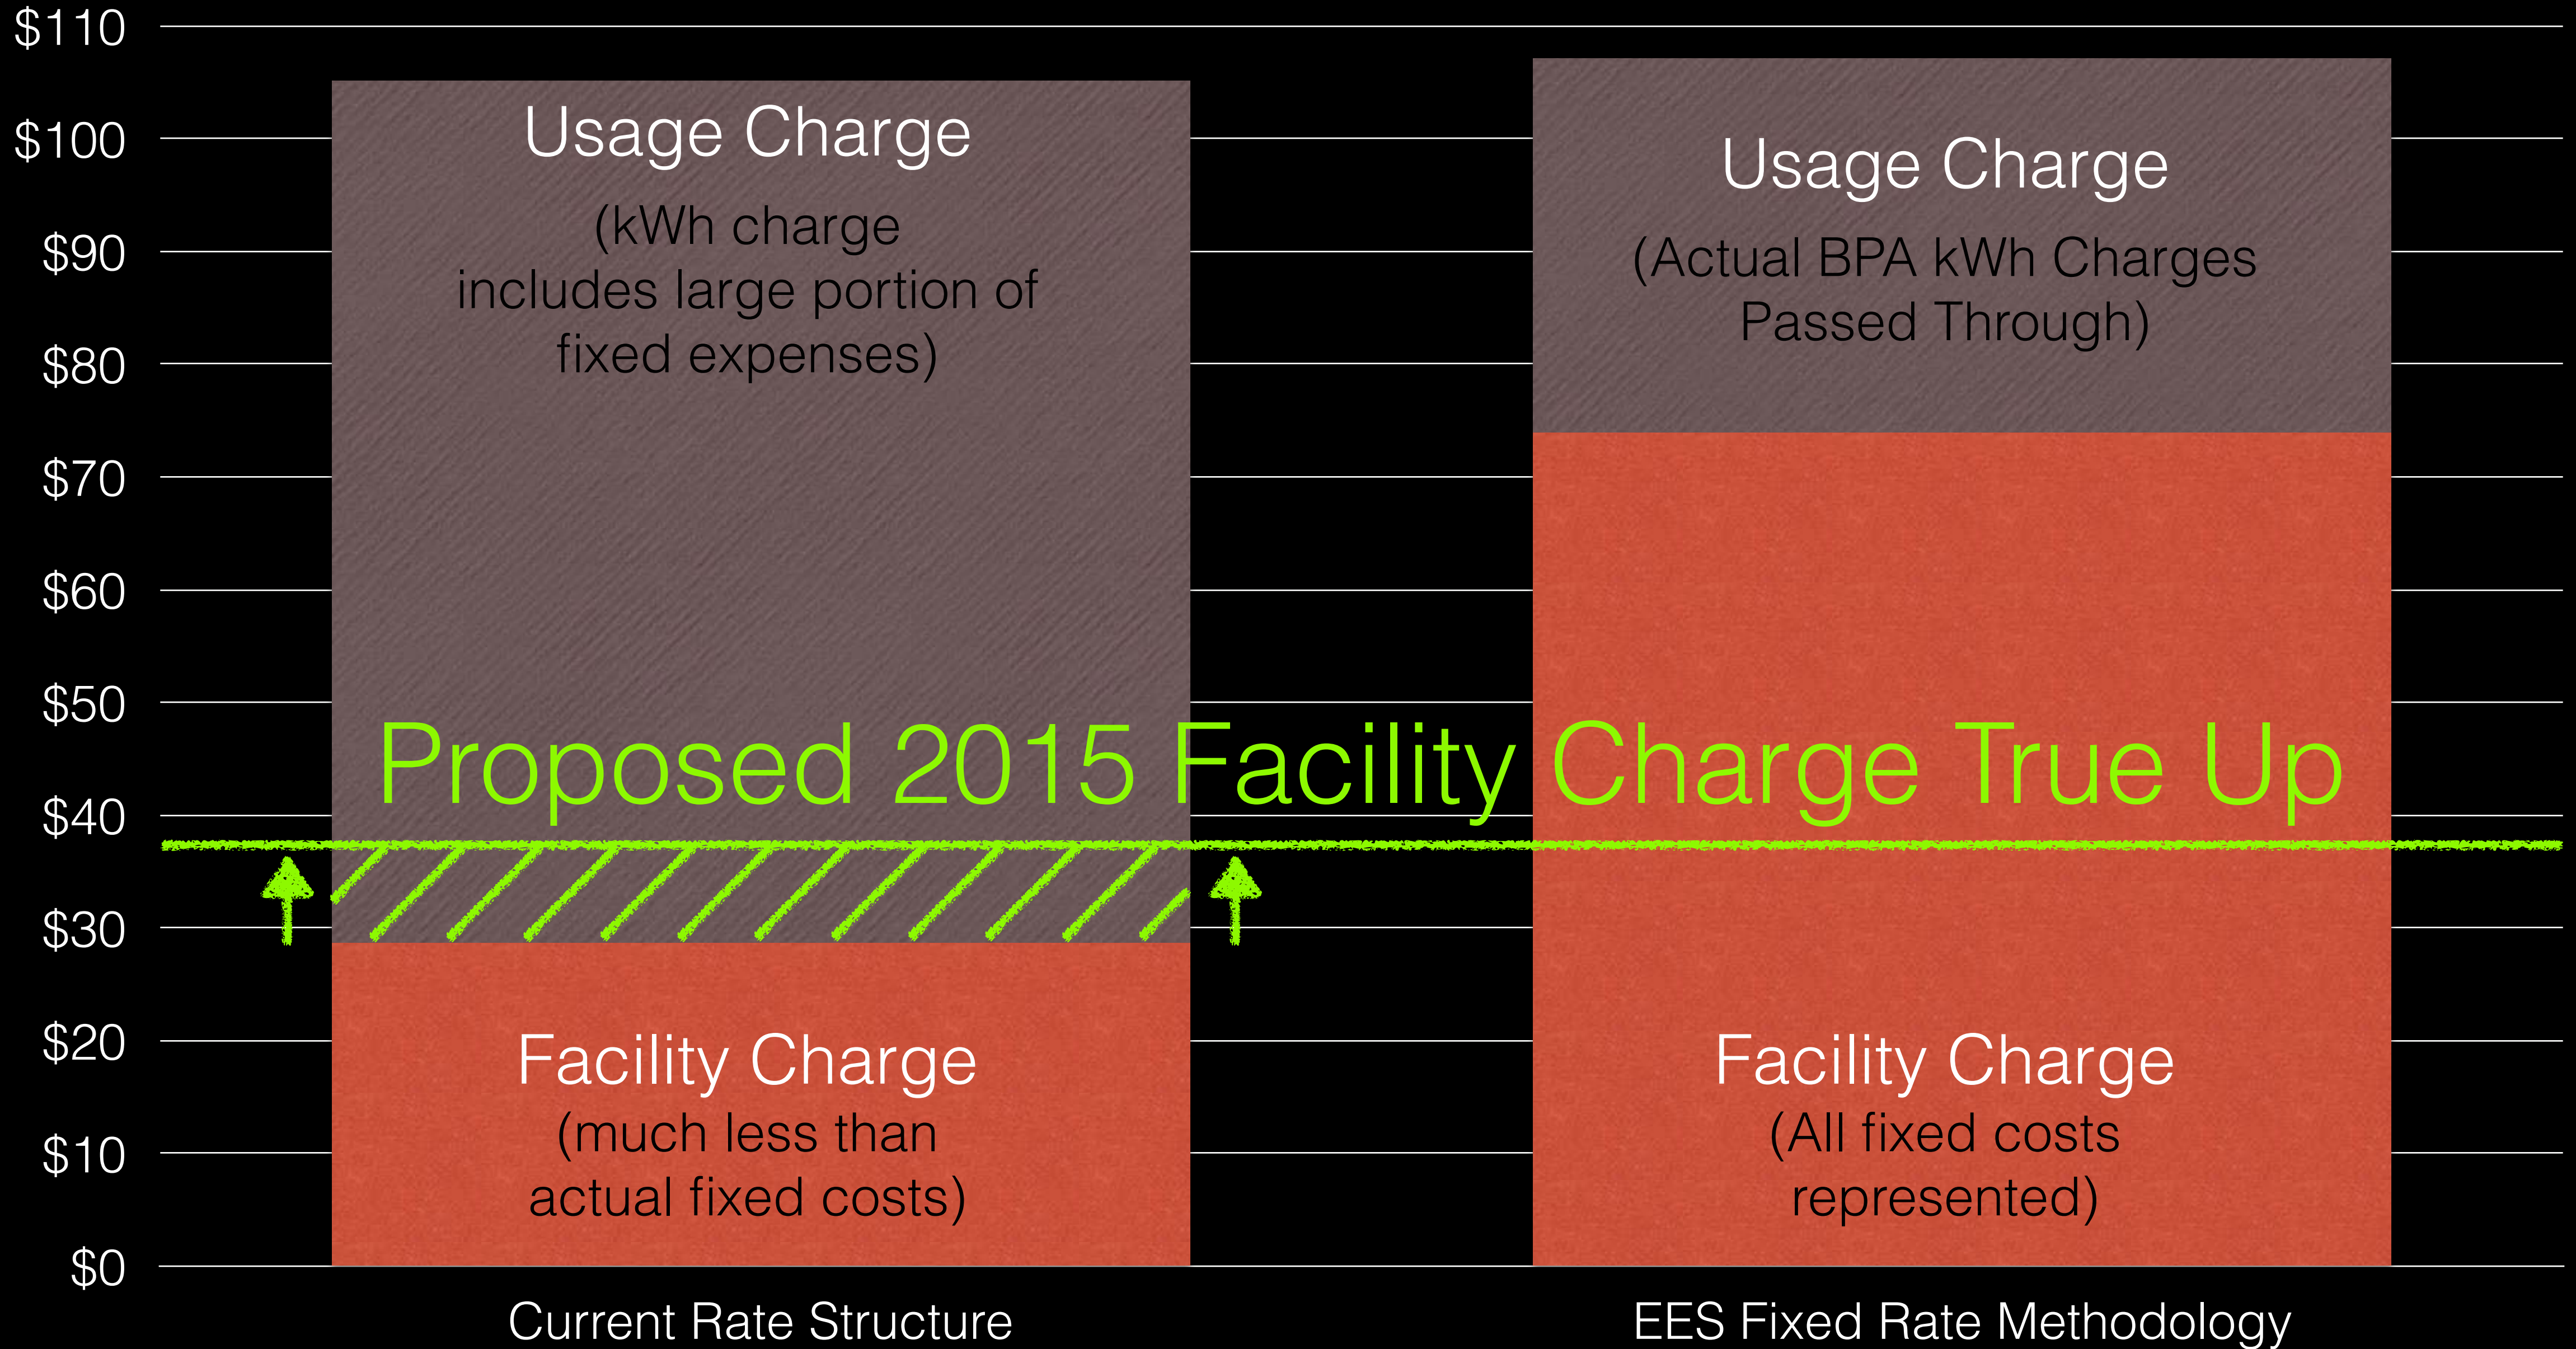 $110
$100
$90
$80
$70
$60
$50
$40
$30
$20
$10
$0
Usage Charge
(kWh charge
includes large portion of
fixed expenses)
Usage Charge
(Actual BPA kWh Charges
Passed Through)
Proposed 2015 Facility Charge True Up
Facility Charge
(much less than
actual fixed costs)
Facility Charge
(All fixed costs
represented)
Current Rate Structure
EES Fixed Rate Methodology